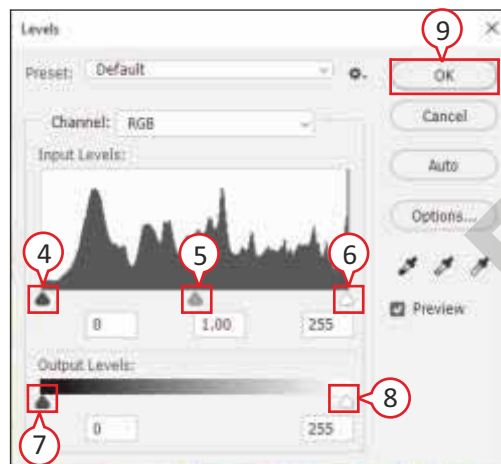 Levels
9
Preset: Default
OK
Channel: RGB
Cancel
Input Levels:
Auto
Options...
4
5
6
Preview
0
1,00
255
Output Levels:
7
8
0
255